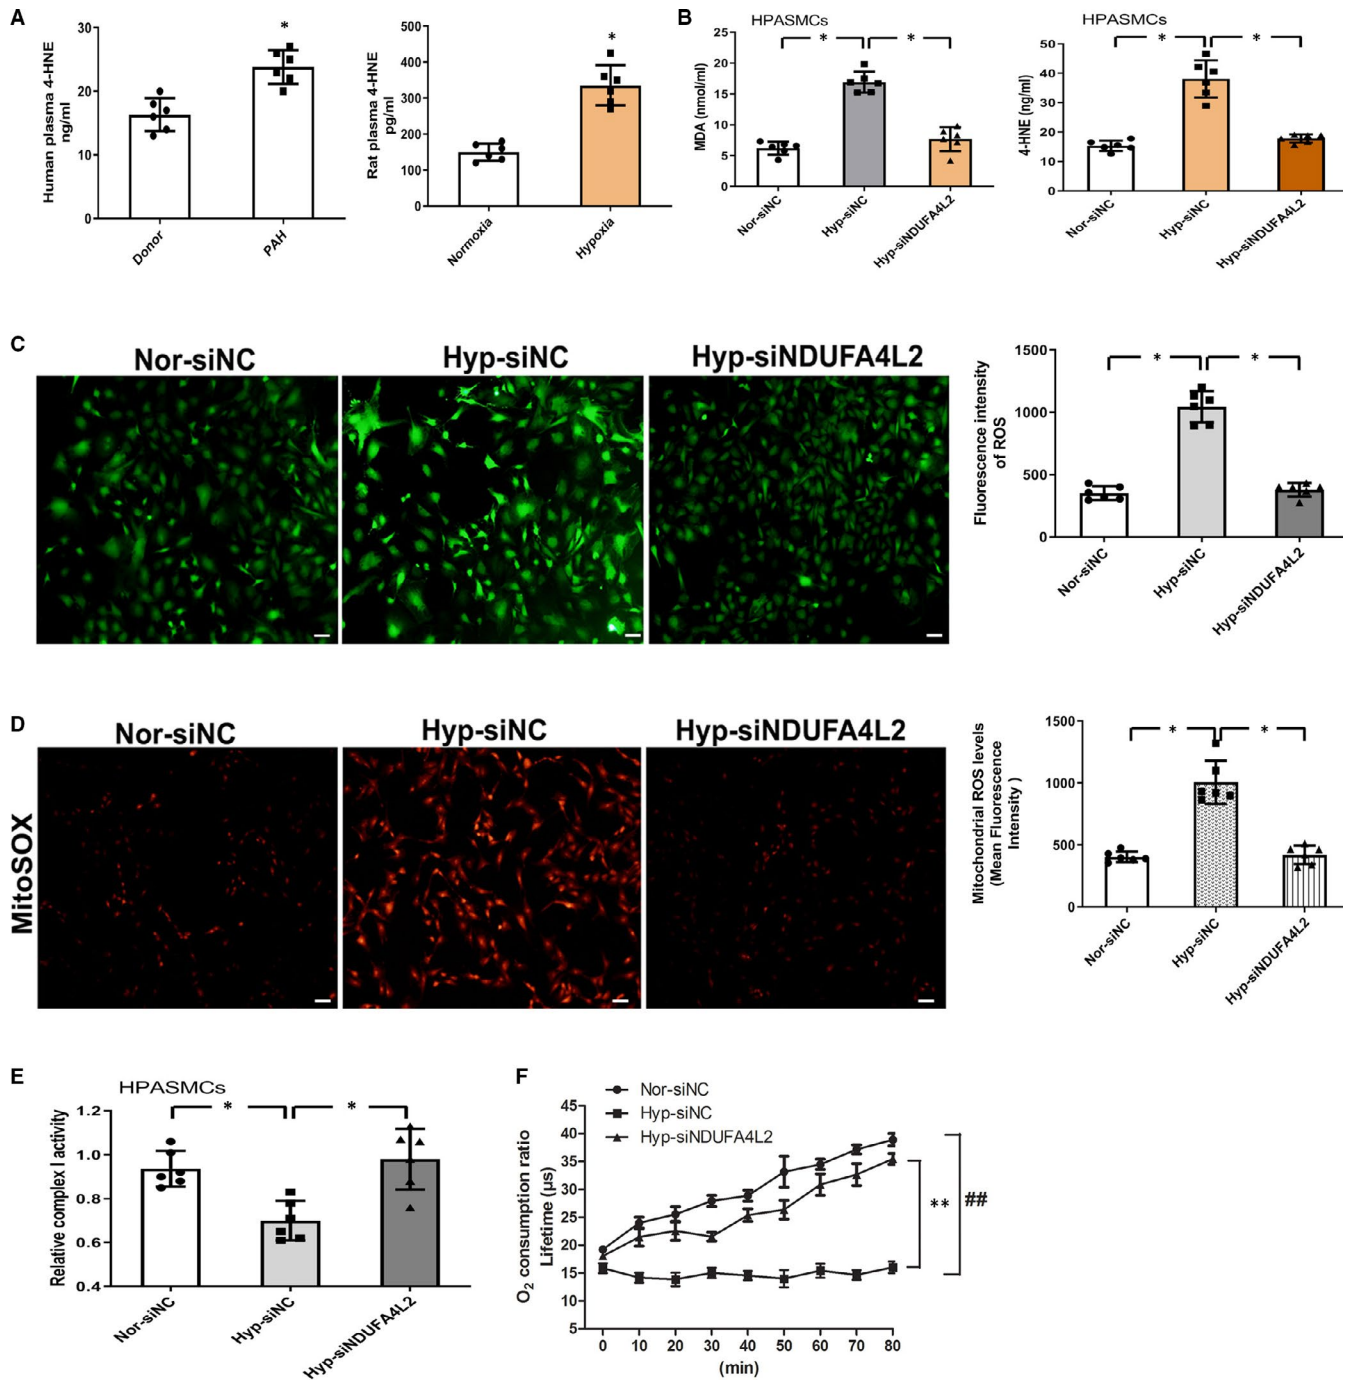 A
Human plasma 4-HNE
ng/ml
30
20
10
0
*
Donor
PAH
Rat plasma 4-HNE
pg/ml
500
400
300
200
100
0
*
Normoxia
Hypoxia
B
HPASMCs
MDA (nmol/ml)
25
20
15
10
5
0
*
*
Nor-siNC
Hyp-siNC
Hyp-siNDUFA4L2
HPASMCs
4-HNE (ng/ml)
50
40
30
20
10
0
*
*
Nor-siNC
Hyp-siNC
Hyp-siNDUFA4L2
C
Nor-siNC
Hyp-siNC
Hyp-siNDUFA4L2
Fluorescence intensity
of ROS
1500
1000
500
0
*
*
Nor-siNC
Hyp-siNC
Hyp-siNDUFA4L2
D
Nor-siNC
Hyp-siNC
Hyp-siNDUFA4L2
MitoSOX
Mitochondrial ROS levels
(Mean Fluorescence
Intensity )
1500
1000
500
0
*
*
Nor-siNC
Hyp-siNC
Hyp-siNDUFA4L2
E
HPASMCs
Relative complex I activity
1.2
1.0
0.8
0.6
0.4
*
*
Nor-siNC
Hyp-siNC
Hyp-siNDUFA4L2
F
Nor-siNC
Hyp-siNC
Hyp-siNDUFA4L2
O2 consumption ratio
Lifetime (µs)
45
40
35
30
25
20
15
10
5
0 10 20 30 40 50 60 70 80
(min)
**
##